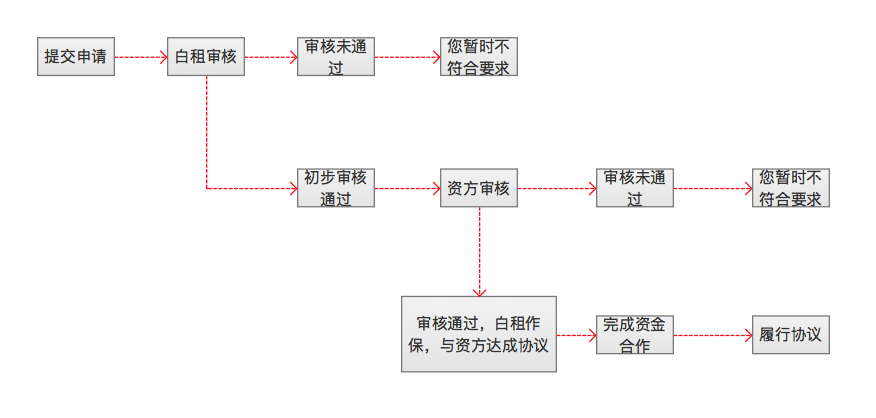 提交申请
白租审核
审核未通
过
您暂时不
符合要求
初步审核
通过
资方审核
审核未通
过
您暂时不
符合要求
审核通过，白租作
保，与资方达成协议
完成资金
合作
履行协议